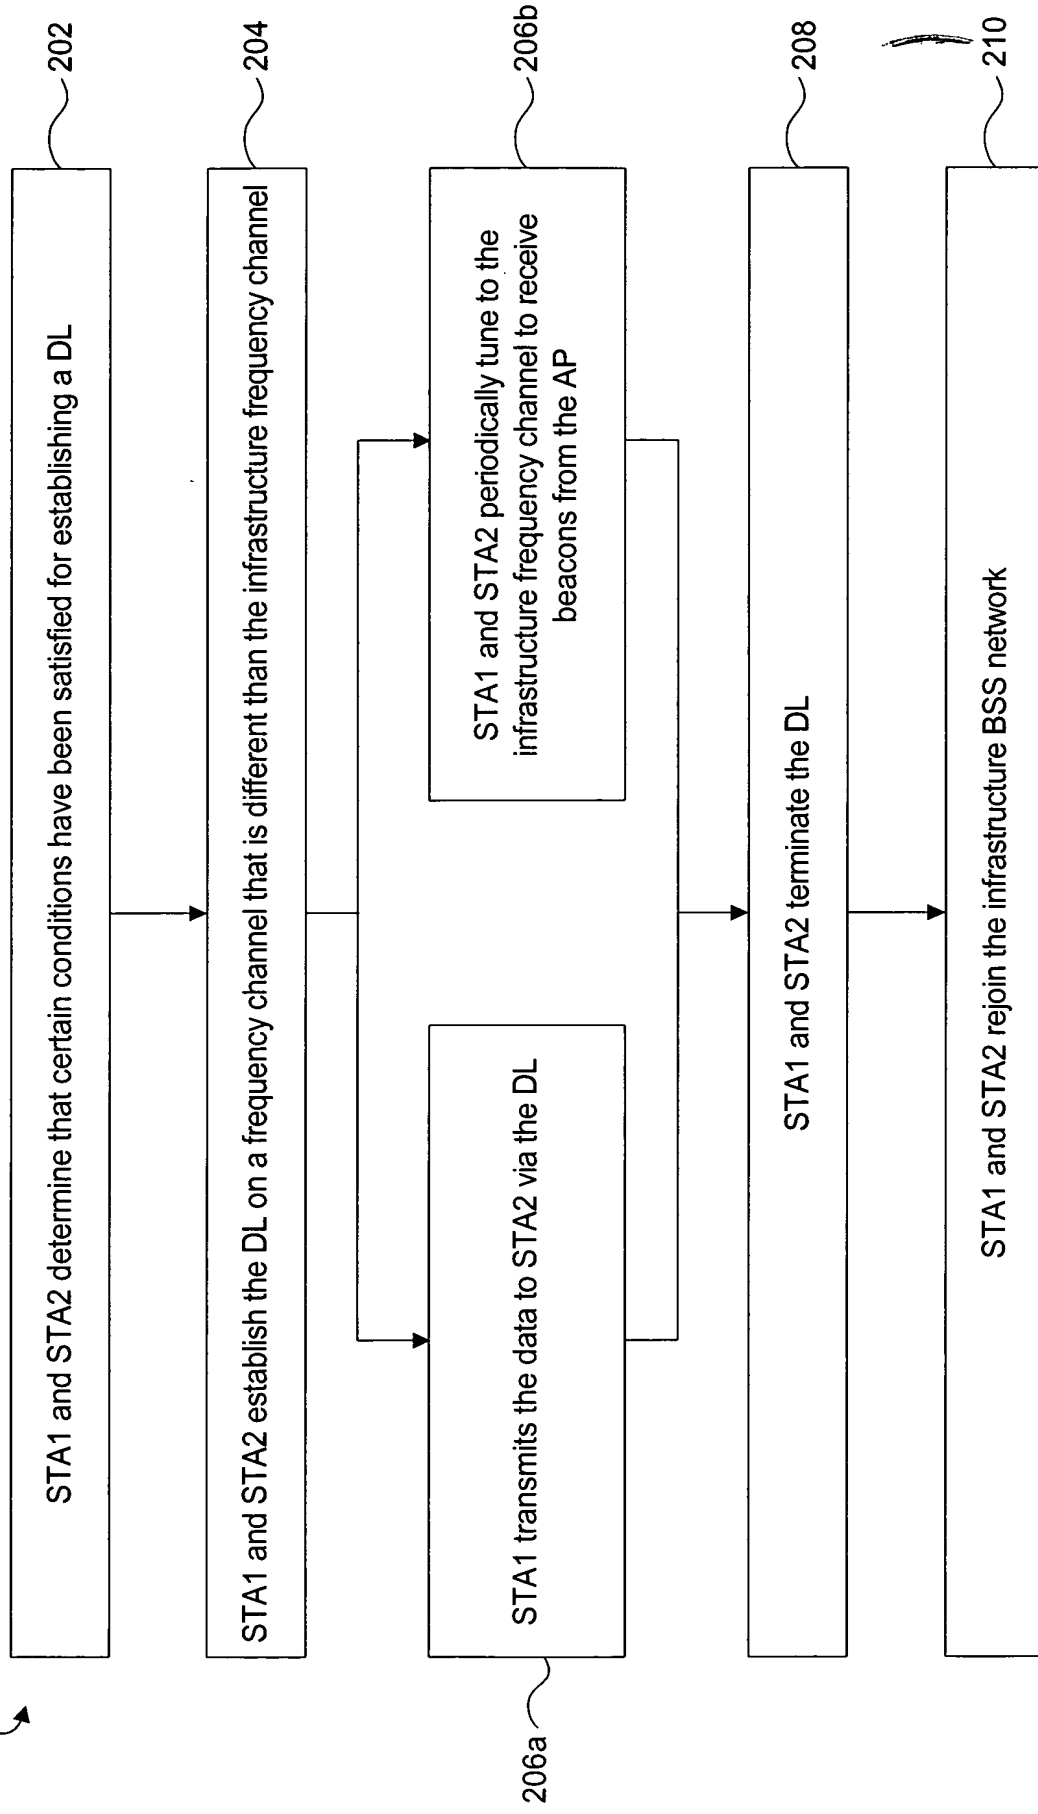 202
STA1 and STA2 determine that certain conditions have been satisfied for establishing a DL
204
STA1 and STA2 establish the DL on a frequency channel that is different than the infrastructure frequency channel
206a
STA1 transmits the data to STA2 via the DL
206b
STA1 and STA2 periodically tune to the
infrastructure frequency channel to receive
beacons from the AP
208
STA1 and STA2 terminate the DL
210
STA1 and STA2 rejoin the infrastructure BSS network